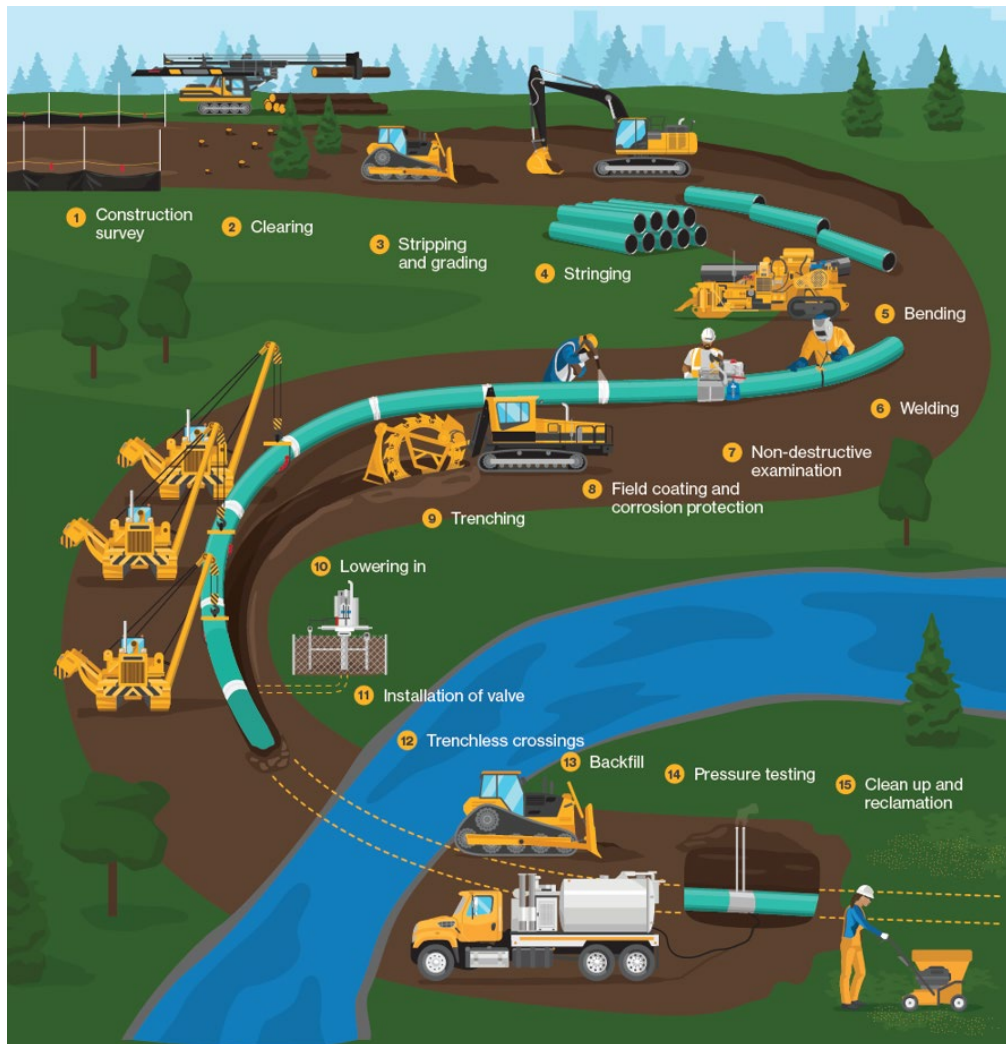 1 Construction
survey
2 Clearing
3 Stripping
and grading
4 Stringing
5 Bending
6 Welding
7 Non-destructive
examination
8 Field coating and
corrosion protection
9 Trenching
10 Lowering in
11 Installation of valve
12 Trenchless crossings
13 Backfill
14 Pressure testing
15 Clean up and
reclamation